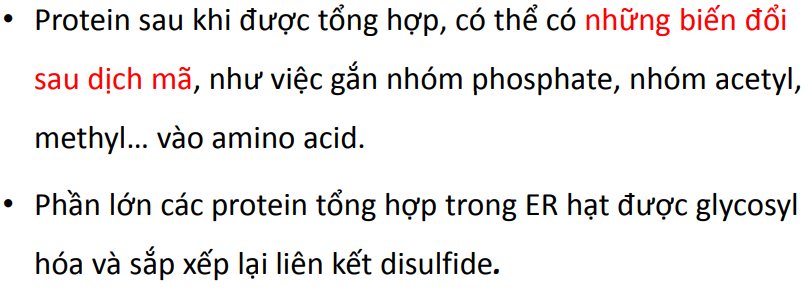 • Protein sau khi được tổng hợp, có thể có những biến đổi
sau dịch mã, như việc gắn nhóm phosphate, nhóm acetyl,
methyl... vào amino acid.
• Phần lớn các protein tổng hợp trong ER hạt được glycosyl
hóa và sắp xếp lại liên kết disulfide.